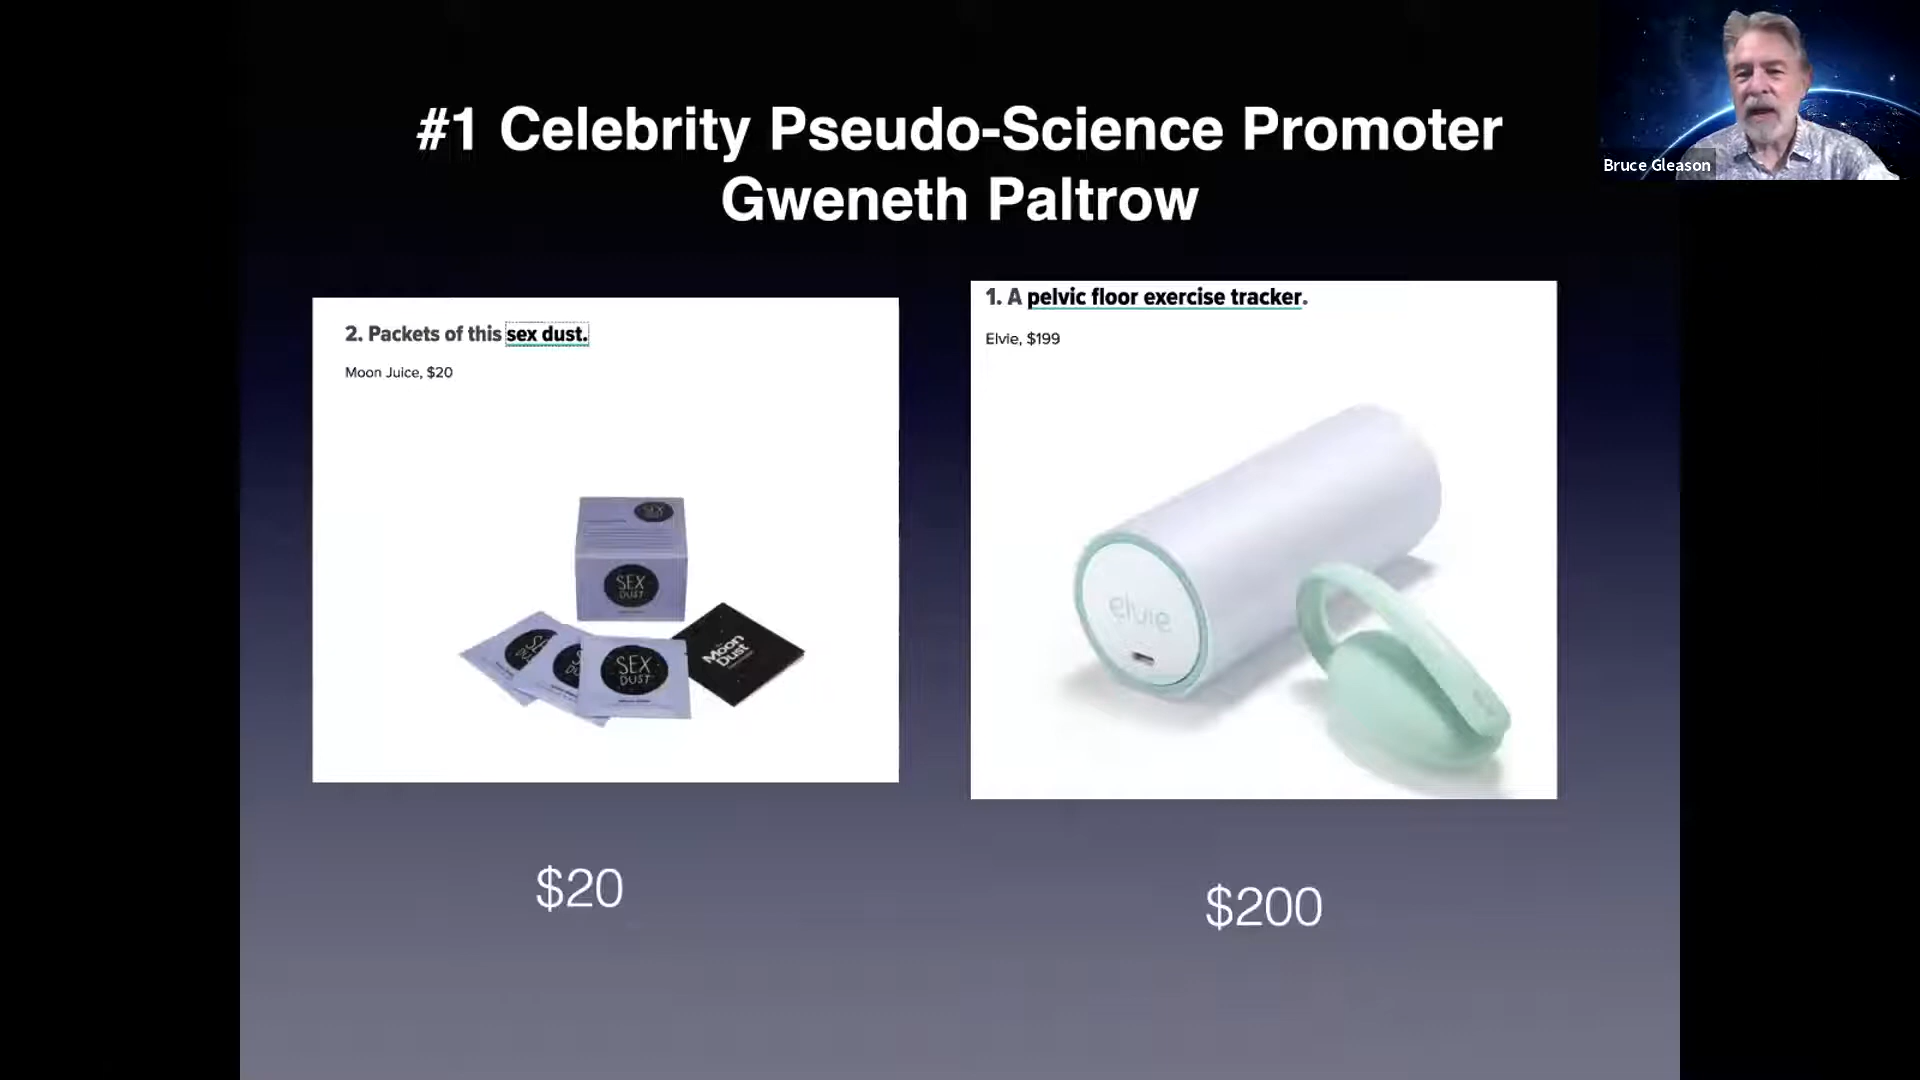 #1 Celebrity Pseudo-Science Promoter
Gweneth Paltrow
Bruce Gleason
2. Packets of this sex dust.
Moon Juice, $20
SEX
DUST
SEX
DUST
Moon
Dust
$20
1. A pelvic floor exercise tracker.
Elvie, $199
elvie
$200